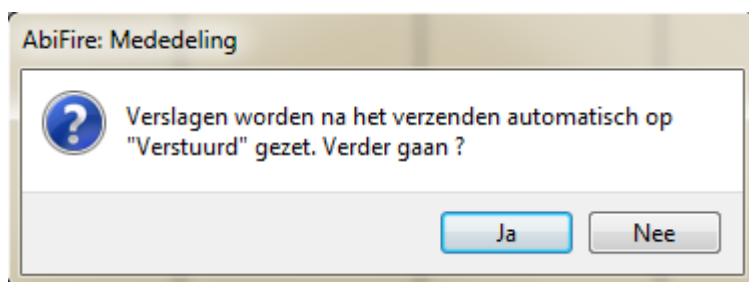 AbiFire: Mededeling
Verslagen worden na het verzenden automatisch op
"Verstuurd" gezet. Verder gaan ?
Ja Nee